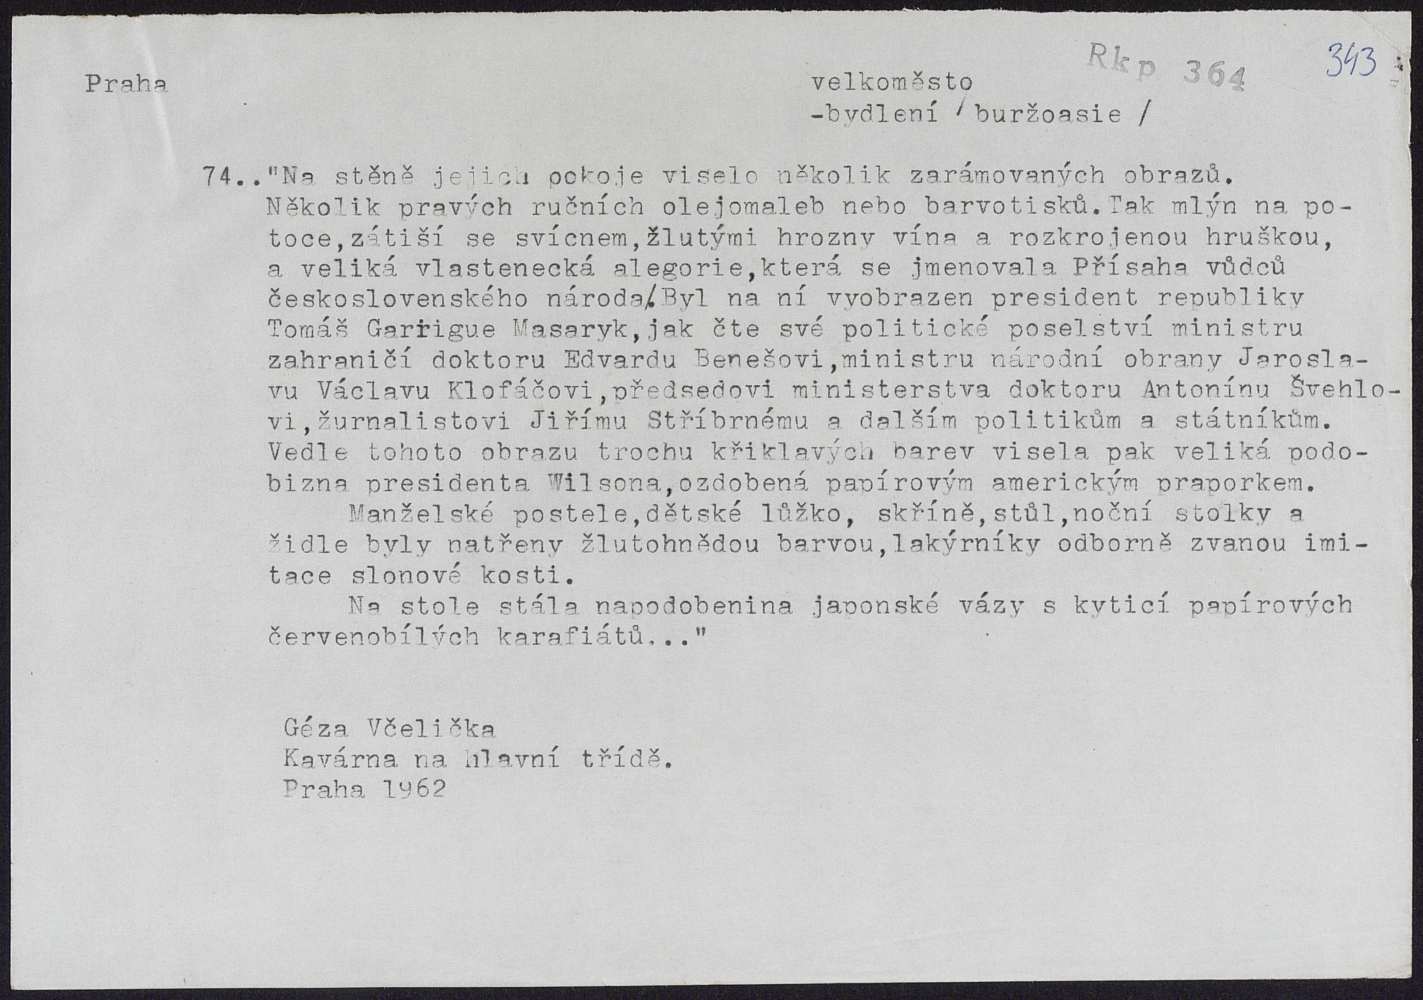 Rkp 364 343
Praha velkoměsto
-bydlení / buržoasie /
74.."Na stěně jejich pokoje viselo několik zarámovaných obrazů.
Několik pravých ručních olejomaleb nebo barvotisků.Tak mlýn na po-
toce,zátiší se svícnem,žlutými hrozny vína a rozkrojenou hruškou,
a veliká vlastenecká alegorie,která se jmenovala Přísaha vůdců
československého národa.Byl na ní vyobrazen president republiky
Tomáš Garrigue Masaryk,jak čte své politické poselství ministru
zahraničí doktoru Edvardu Benešovi,ministru národní obrany Jarosla-
vu Václavu Klofáčovi,předsedovi ministerstva doktoru Antonínu Švehlo-
vi,žurnalistovi Jiřímu Stříbrnému a dalším politikům a státníkům.
Vedle tohoto obrazu trochu křiklavých barev visela pak veliká podo-
bizna presidenta Wilsona,ozdobená papírovým americkým praporkem.
Manželské postele,dětské lůžko, skříně,stůl,noční stolky a
židle byly natřeny žlutohnědou barvou,lakýrníky odborně zvanou imi-
tace slonové kosti.
Na stole stála napodobenina japonské vázy s kyticí papírových
červenobílých karafiátů..."
Géza Včelička
Kavárna na hlavní třídě.
Praha 1962